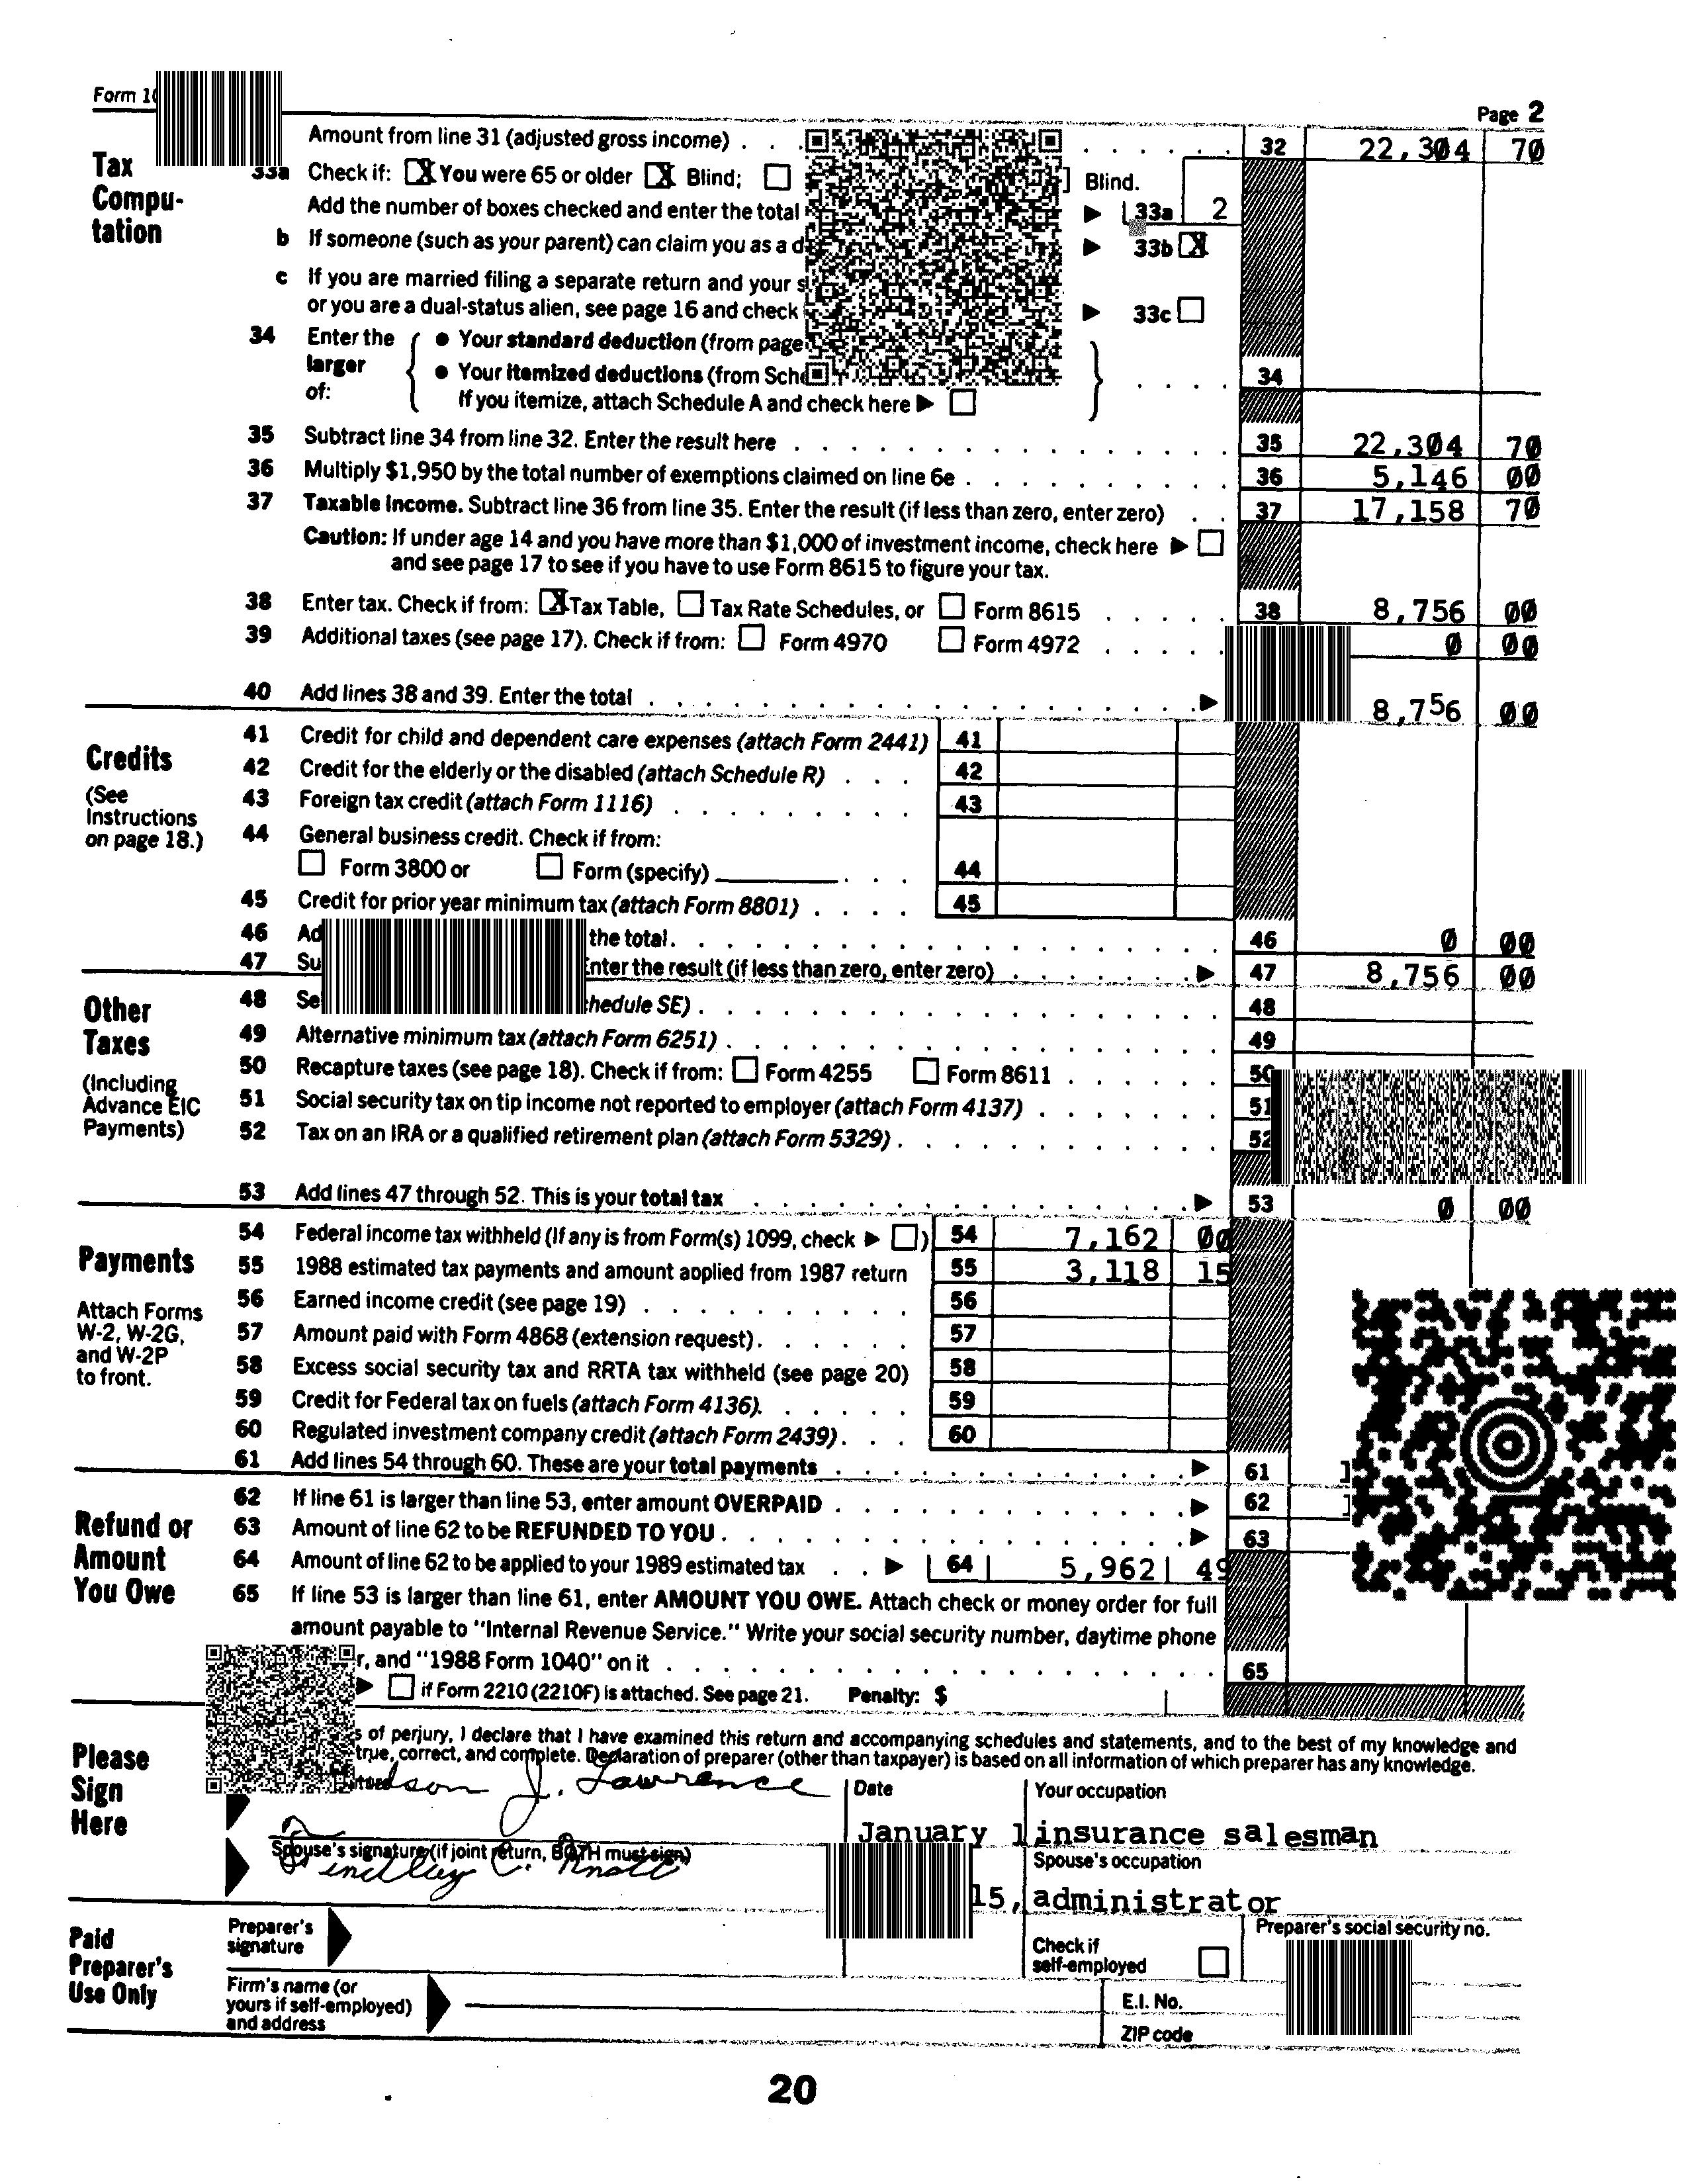 Form
Page 2
Tax Compu-tation
Amount from line 31 (adjusted gross income) . . . 32 22,304 70
33a Check if: X You were 65 or older X Blind; Blind.
Add the number of boxes checked and enter the total ▶ 33a 2
b If someone (such as your parent) can claim you as a ▶ 33b X
c If you are married filing a separate return and your
or you are a dual-status alien, see page 16 and check ▶ 33c
34 Enter the larger of: { ● Your standard deduction (from page
● Your itemized deductions (from } . . . . 34
If you itemize, attach Schedule A and check here ▶
35 Subtract line 34 from line 32. Enter the result here . . . 35 22,304 70
36 Multiply $1,950 by the total number of exemptions claimed on line 6e . . . 36 5,146 00
37 Taxable income. Subtract line 36 from line 35. Enter the result (if less than zero, enter zero) . . 37 17,158 70
Caution: If under age 14 and you have more than $1,000 of investment income, check here ▶
and see page 17 to see if you have to use Form 8615 to figure your tax.
38 Enter tax. Check if from: X Tax Table, Tax Rate Schedules, or Form 8615 . . . . . 38 8,756 00
39 Additional taxes (see page 17). Check if from: Form 4970 Form 4972 . . . . . 0 00
40 Add lines 38 and 39. Enter the total . . . ▶ 8,756 00
Credits
(See Instructions on page 18.)
41 Credit for child and dependent care expenses (attach Form 2441) 41
42 Credit for the elderly or the disabled (attach Schedule R) . . . 42
43 Foreign tax credit (attach Form 1116) . . . 43
44 General business credit. Check if from:
Form 3800 or Form (specify) . . . 44
45 Credit for prior year minimum tax (attach Form 8801) . . . . 45
46 the total . . . 46 0 00
47 Enter the result (if less than zero, enter zero) . . . ▶ 47 8,756 00
Other Taxes
(Including Advance EIC Payments)
48 SE) . . . 48
49 Alternative minimum tax (attach Form 6251) . . . 49
50 Recapture taxes (see page 18). Check if from: Form 4255 Form 8611 . . . . . 50
51 Social security tax on tip income not reported to employer (attach Form 4137) . . . 51
52 Tax on an IRA or a qualified retirement plan (attach Form 5329) . . . 52
53 Add lines 47 through 52. This is your total tax . . . ▶ 53 0 00
Payments
Attach Forms W-2, W-2G, and W-2P to front.
54 Federal income tax withheld (If any is from Form(s) 1099, check ▶ ) 54 7,162 00
55 1988 estimated tax payments and amount applied from 1987 return 55 3,118 15
56 Earned income credit (see page 19) . . . 56
57 Amount paid with Form 4868 (extension request) . . . 57
58 Excess social security tax and RRTA tax withheld (see page 20) 58
59 Credit for Federal tax on fuels (attach Form 4136) . . . 59
60 Regulated investment company credit (attach Form 2439) . . . 60
61 Add lines 54 through 60. These are your total payments . . . ▶ 61
Refund or Amount You Owe
62 If line 61 is larger than line 53, enter amount OVERPAID . . . ▶ 62
63 Amount of line 62 to be REFUNDED TO YOU . . . ▶ 63
64 Amount of line 62 to be applied to your 1989 estimated tax . . ▶ 64 5,962 49
65 If line 53 is larger than line 61, enter AMOUNT YOU OWE. Attach check or money order for full
amount payable to "Internal Revenue Service." Write your social security number, daytime phone
and "1988 Form 1040" on it . . . 65
▶ if Form 2210 (2210F) is attached. See page 21. Penalty: $
Please Sign Here
of perjury, I declare that I have examined this return and accompanying schedules and statements, and to the best of my knowledge and
true, correct, and complete. Declaration of preparer (other than taxpayer) is based on all information of which preparer has any knowledge.
J. Lawrence
Date
Your occupation
January
insurance salesman
Spouse's signature (if joint return, BOTH must sign)
Spouse's occupation
15,
administrator
Paid Preparer's Use Only
Preparer's signature
Check if self-employed
Preparer's social security no.
Firm's name (or yours if self-employed) and address
E.I. No.
ZIP code
20